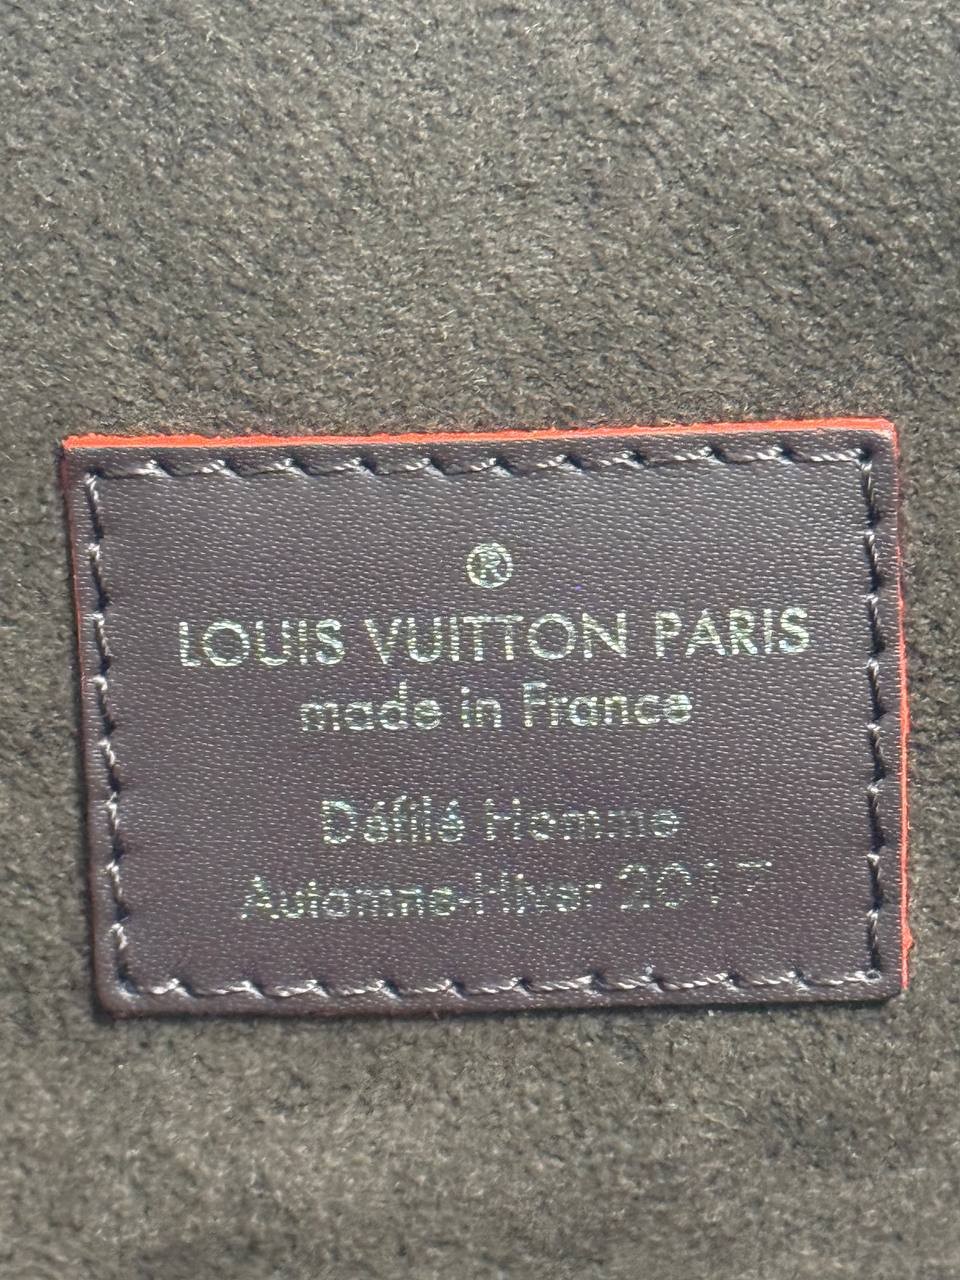 ®
LOUIS VUITTON PARIS
made in France
Défilé Homme
Automne-Hiver 2017